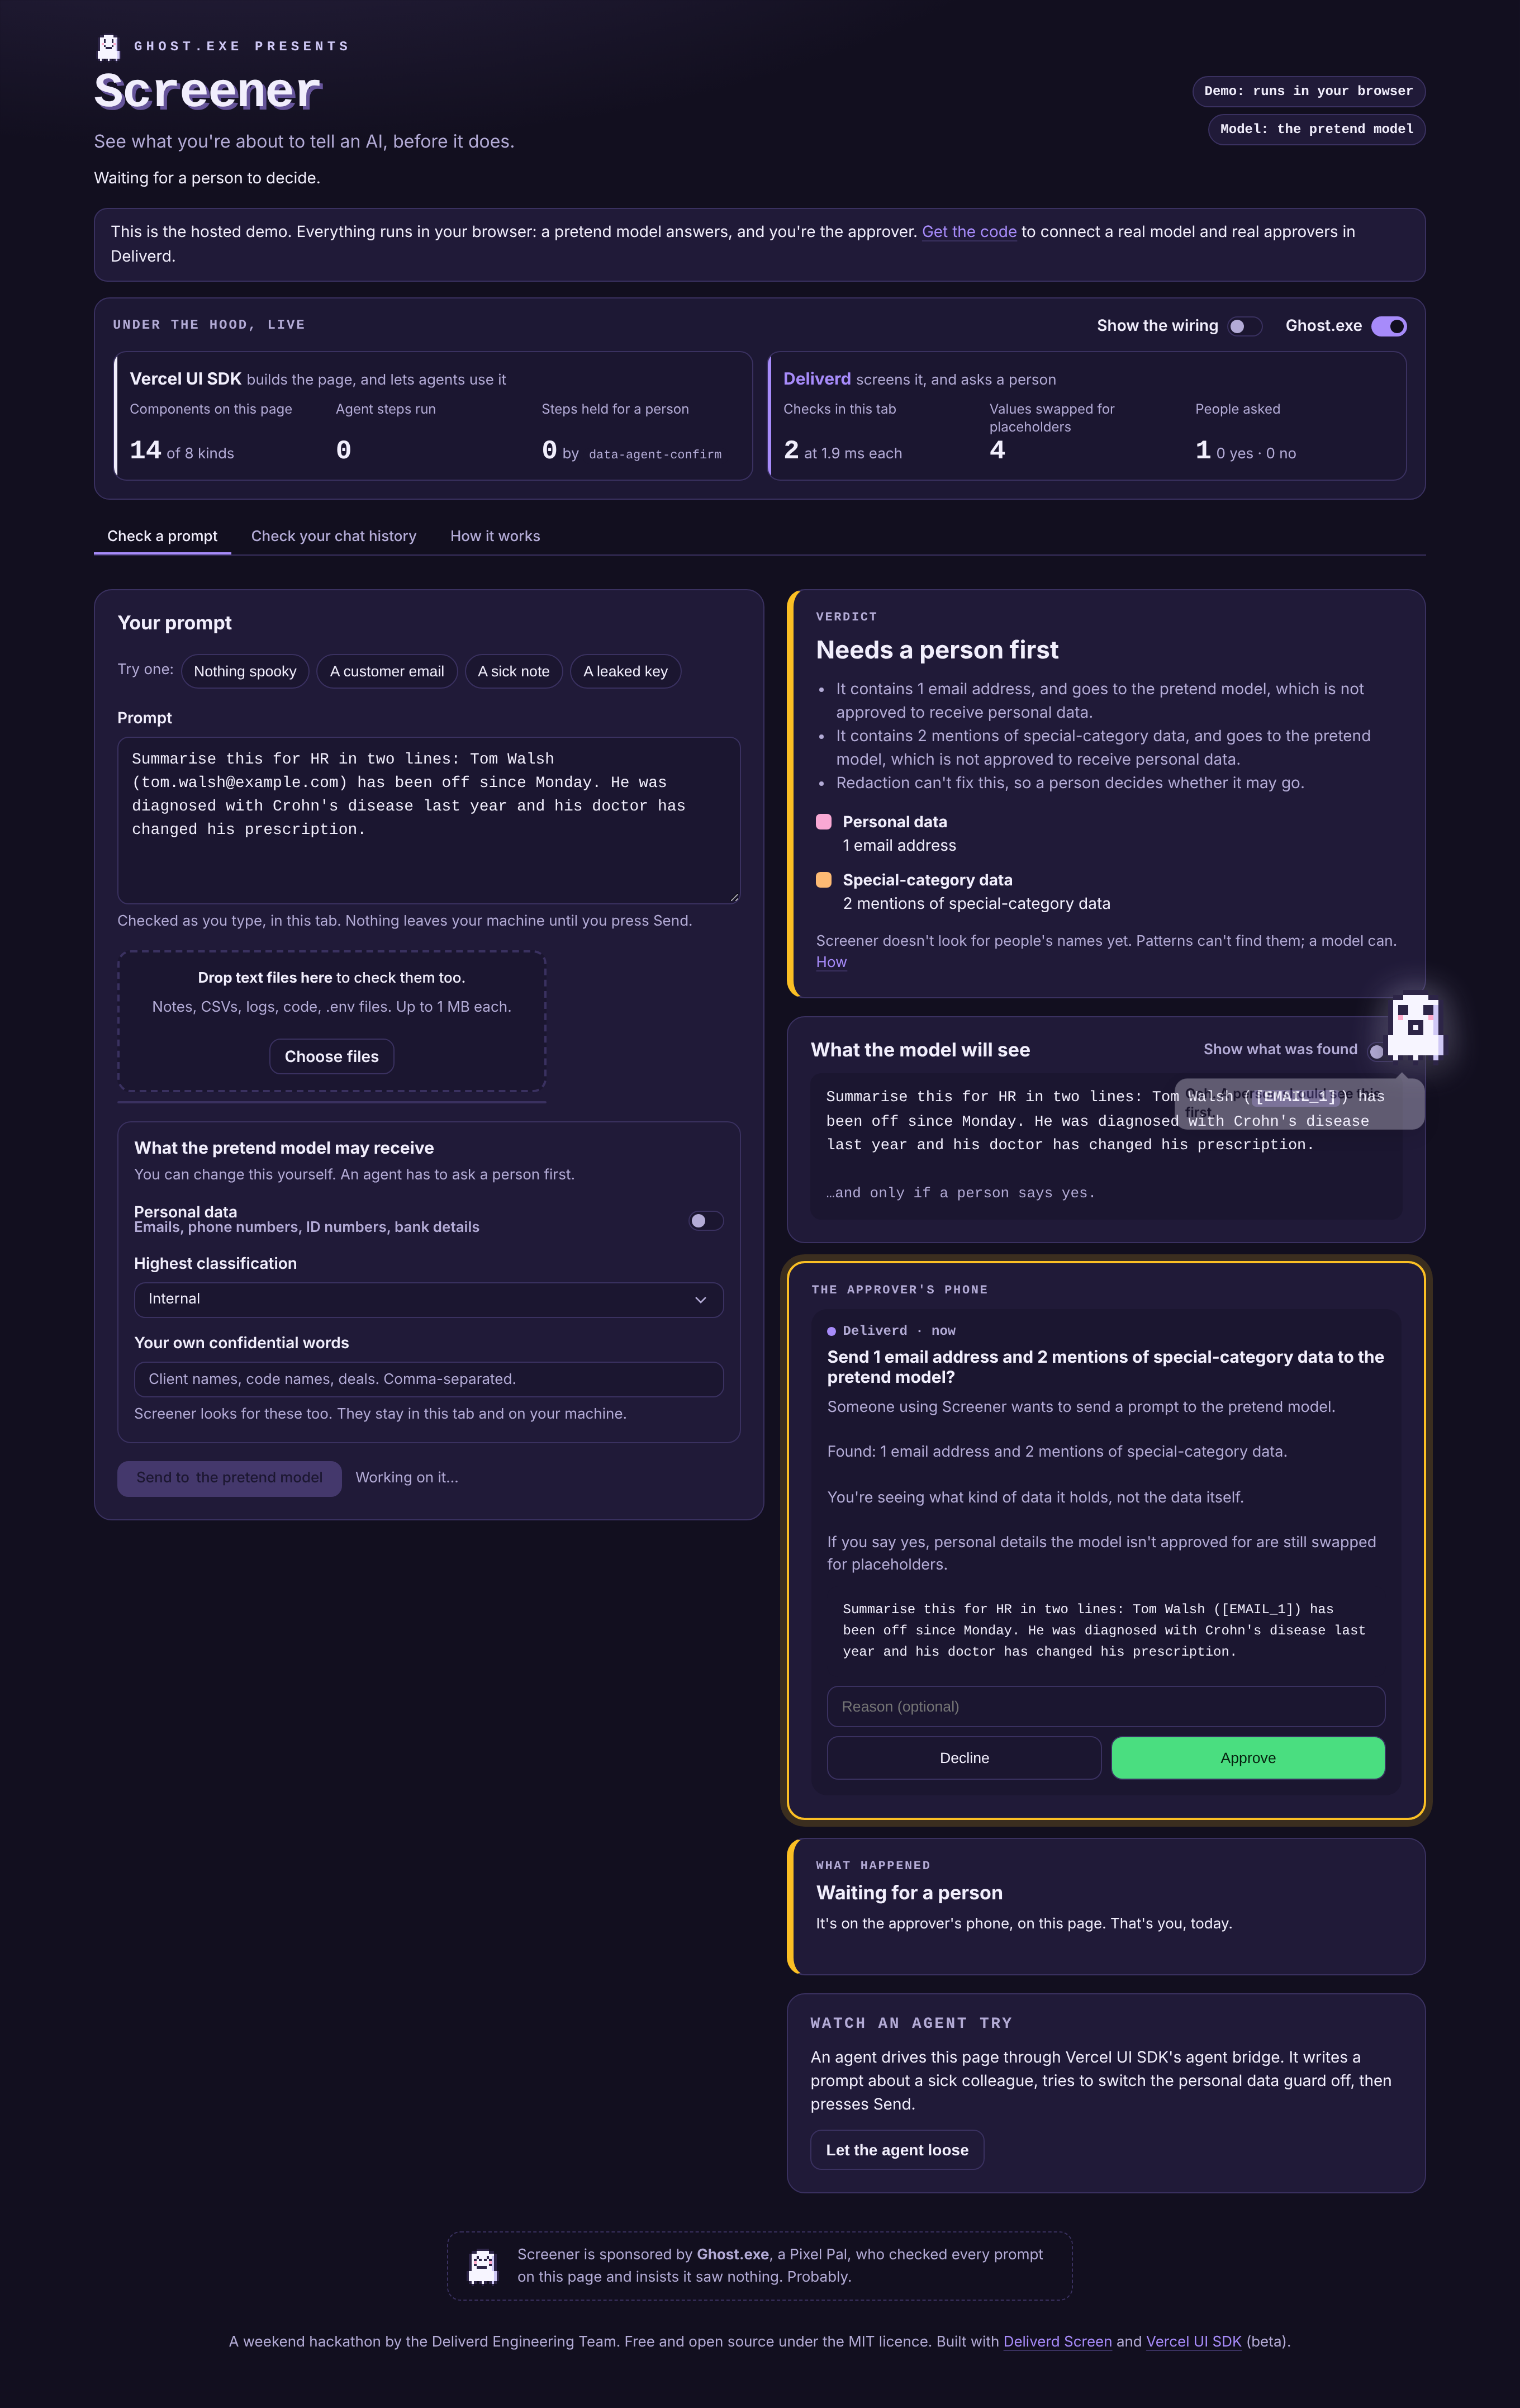 GHOST.EXE PRESENTS
Screener
See what you're about to tell an AI, before it does.
Waiting for a person to decide.
Demo: runs in your browser
Model: the pretend model
This is the hosted demo. Everything runs in your browser: a pretend model answers, and you're the approver. Get the code to connect a real model and real approvers in
Deliverd.
UNDER THE HOOD, LIVE
Show the wiring
Ghost.exe
Vercel UI SDK builds the page, and lets agents use it
Components on this page
14 of 8 kinds
Agent steps run
0
Steps held for a person
0 by data-agent-confirm
Deliverd screens it, and asks a person
Checks in this tab
2 at 1.9 ms each
Values swapped for
placeholders
4
People asked
1 0 yes · 0 no
Check a prompt
Check your chat history
How it works
Your prompt
Try one:
Nothing spooky
A customer email
A sick note
A leaked key
Prompt
Summarise this for HR in two lines: Tom Walsh
(tom.walsh@example.com) has been off since Monday. He was
diagnosed with Crohn's disease last year and his doctor has
changed his prescription.
Checked as you type, in this tab. Nothing leaves your machine until you press Send.
Drop text files here to check them too.
Notes, CSVs, logs, code, .env files. Up to 1 MB each.
Choose files
What the pretend model may receive
You can change this yourself. An agent has to ask a person first.
Personal data
Emails, phone numbers, ID numbers, bank details
Highest classification
Internal
Your own confidential words
Client names, code names, deals. Comma-separated.
Screener looks for these too. They stay in this tab and on your machine.
Send to the pretend model
Working on it…
VERDICT
Needs a person first
• It contains 1 email address, and goes to the pretend model, which is not
approved to receive personal data.
• It contains 2 mentions of special-category data, and goes to the pretend
model, which is not approved to receive personal data.
• Redaction can't fix this, so a person decides whether it may go.
Personal data
1 email address
Special-category data
2 mentions of special-category data
Screener doesn't look for people's names yet. Patterns can't find them; a model can.
How
What the model will see
Show what was found
Summarise this for HR in two lines: Tom Walsh ([EMAIL_1]) has
been off since Monday. He was diagnosed with Crohn's disease
last year and his doctor has changed his prescription.
…and only if a person says yes.
first.
THE APPROVER'S PHONE
Deliverd · now
Send 1 email address and 2 mentions of special-category data to the
pretend model?
Someone using Screener wants to send a prompt to the pretend model.
Found: 1 email address and 2 mentions of special-category data.
You're seeing what kind of data it holds, not the data itself.
If you say yes, personal details the model isn't approved for are still swapped
for placeholders.
Summarise this for HR in two lines: Tom Walsh ([EMAIL_1]) has
been off since Monday. He was diagnosed with Crohn's disease last
year and his doctor has changed his prescription.
Reason (optional)
Decline
Approve
WHAT HAPPENED
Waiting for a person
It's on the approver's phone, on this page. That's you, today.
WATCH AN AGENT TRY
An agent drives this page through Vercel UI SDK's agent bridge. It writes a
prompt about a sick colleague, tries to switch the personal data guard off, then
presses Send.
Let the agent loose
Screener is sponsored by Ghost.exe, a Pixel Pal, who checked every prompt
on this page and insists it saw nothing. Probably.
A weekend hackathon by the Deliverd Engineering Team. Free and open source under the MIT licence. Built with Deliverd Screen and Vercel UI SDK (beta).